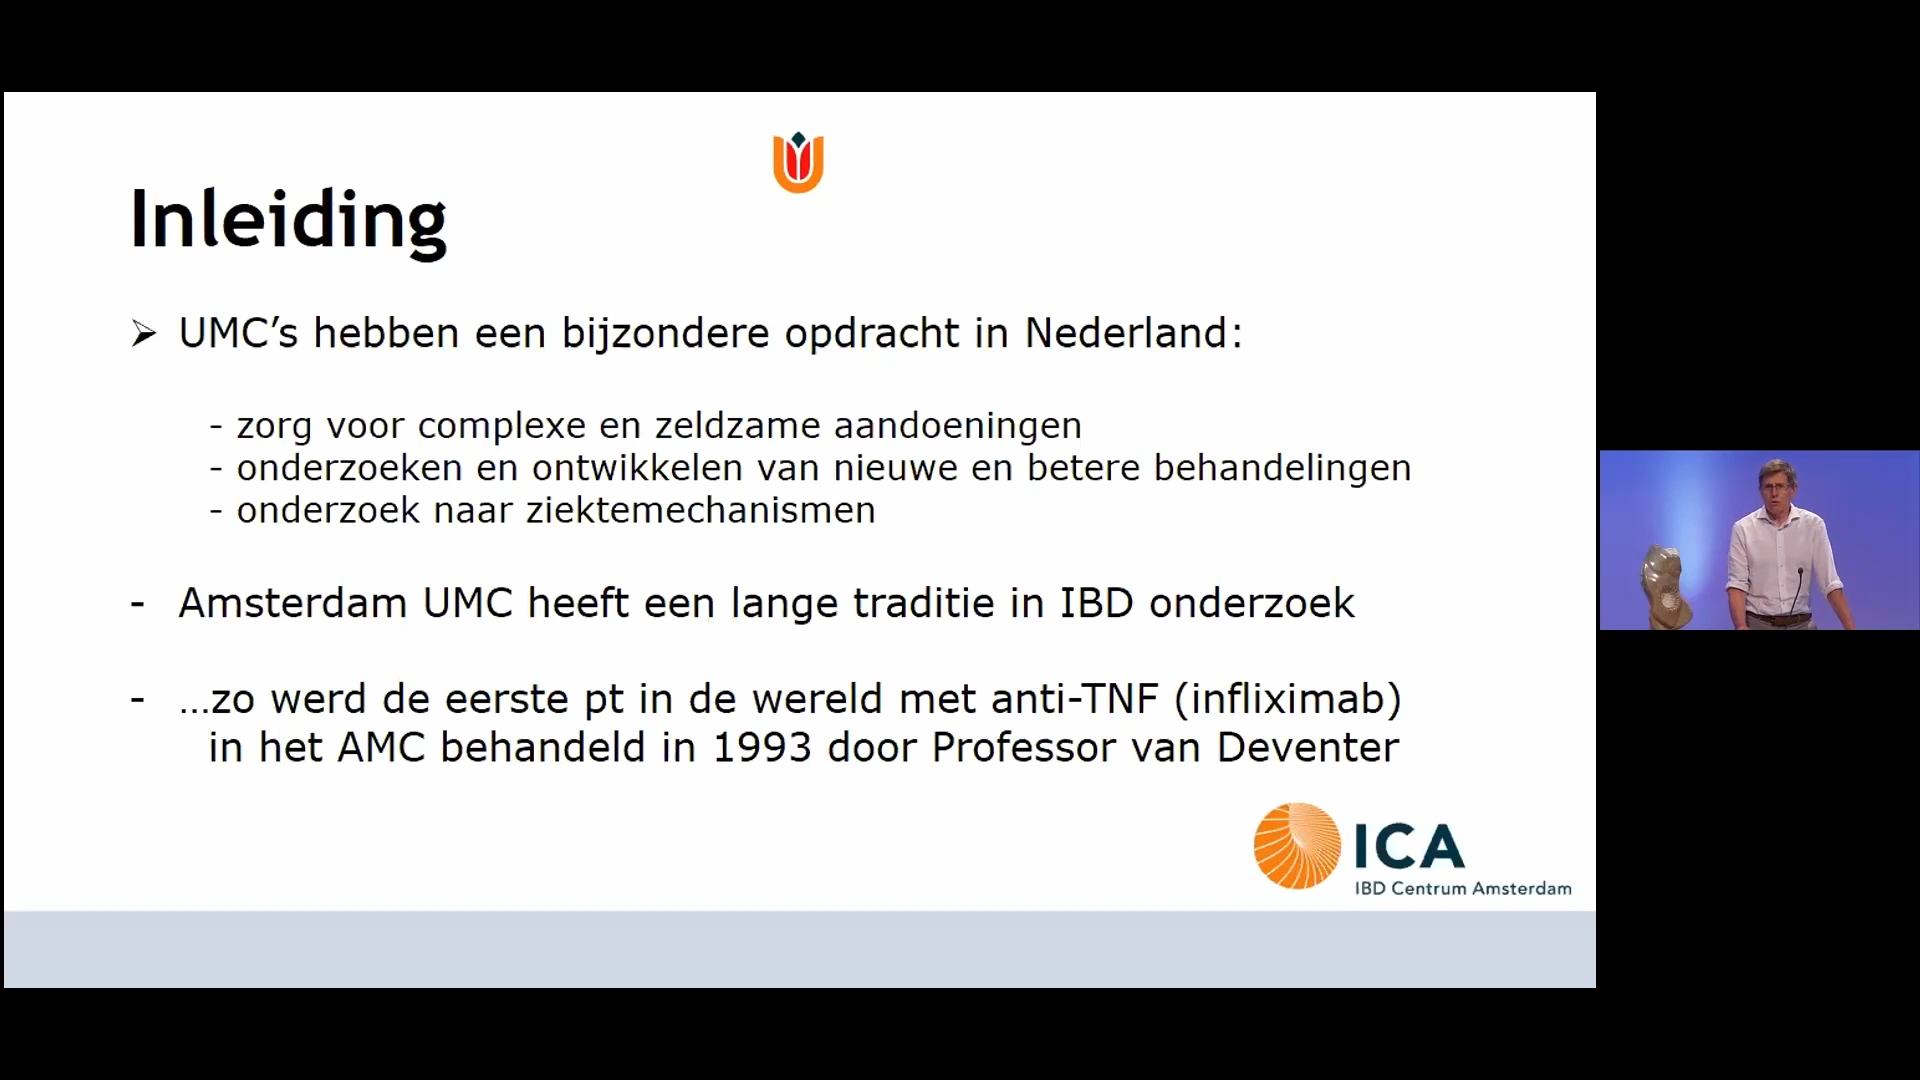 Inleiding
➢ UMC’s hebben een bijzondere opdracht in Nederland:
- zorg voor complexe en zeldzame aandoeningen
- onderzoeken en ontwikkelen van nieuwe en betere behandelingen
- onderzoek naar ziektemechanismen
- Amsterdam UMC heeft een lange traditie in IBD onderzoek
- …zo werd de eerste pt in de wereld met anti-TNF (infliximab)
in het AMC behandeld in 1993 door Professor van Deventer
ICA
IBD Centrum Amsterdam